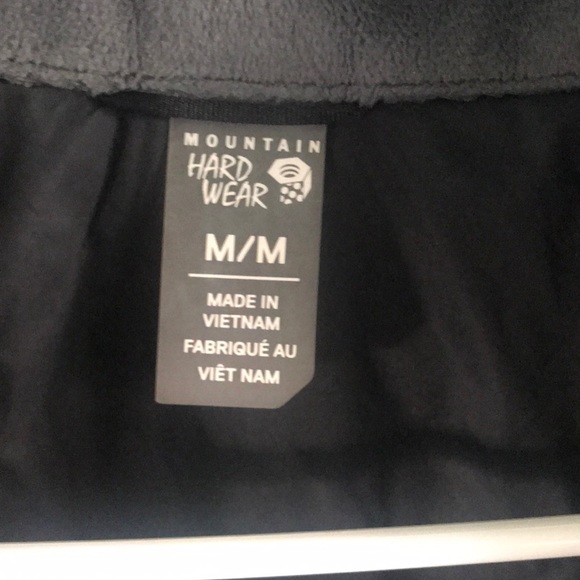 MOUNTAIN
HARD
WEAR
M/M
MADE IN
VIETNAM
FABRIQUÉ AU
VIÊT NAM